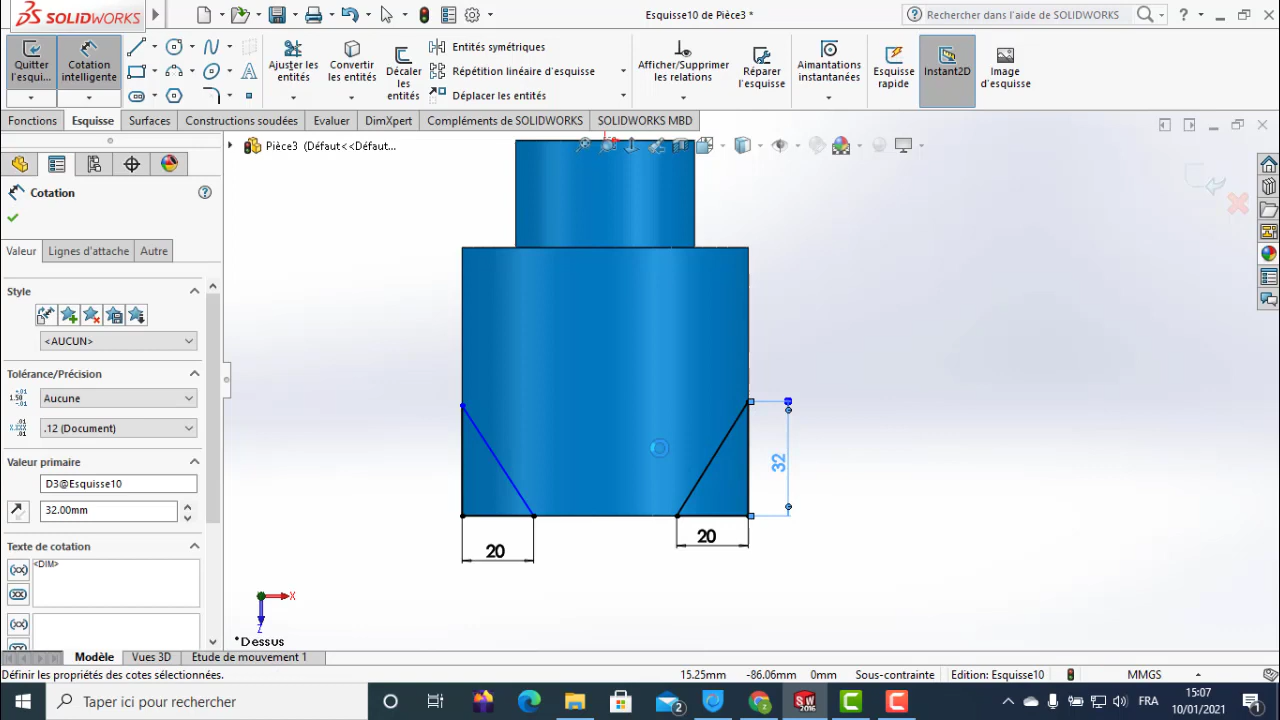 SOLIDWORKS
Esquisse10 de Pièce3 *
Rechercher dans l'aide de SOLIDWORKS
?
Quitter l'esqui...
Cotation intelligente
Ajuster les entités
Convertir les entités
Décaler les entités
Entités symétriques
Répétition linéaire d'esquisse
Déplacer les entités
Afficher/Supprimer les relations
Réparer l'esquisse
Aimantations instantanées
Esquisse rapide
Instant2D
Image d'esquisse
Fonctions
Esquisse
Surfaces
Constructions soudées
Evaluer
DimXpert
Compléments de SOLIDWORKS
SOLIDWORKS MBD
Pièce3 (Défaut<<Défaut...
Cotation
Valeur
Lignes d'attache
Autre
Style
<AUCUN>
Tolérance/Précision
Aucune
.12 (Document)
Valeur primaire
D3@Esquisse10
32.00mm
Texte de cotation
<DIM>
32
20
20
X
Z
*Dessus
Modèle
Vues 3D
Etude de mouvement 1
Définir les propriétés des cotes sélectionnées.
15.25mm
-86.06mm
0mm
Sous-contrainte
Edition: Esquisse10
MMGS
Taper ici pour rechercher
2
SW
2016
FRA
15:07
10/01/2021
1